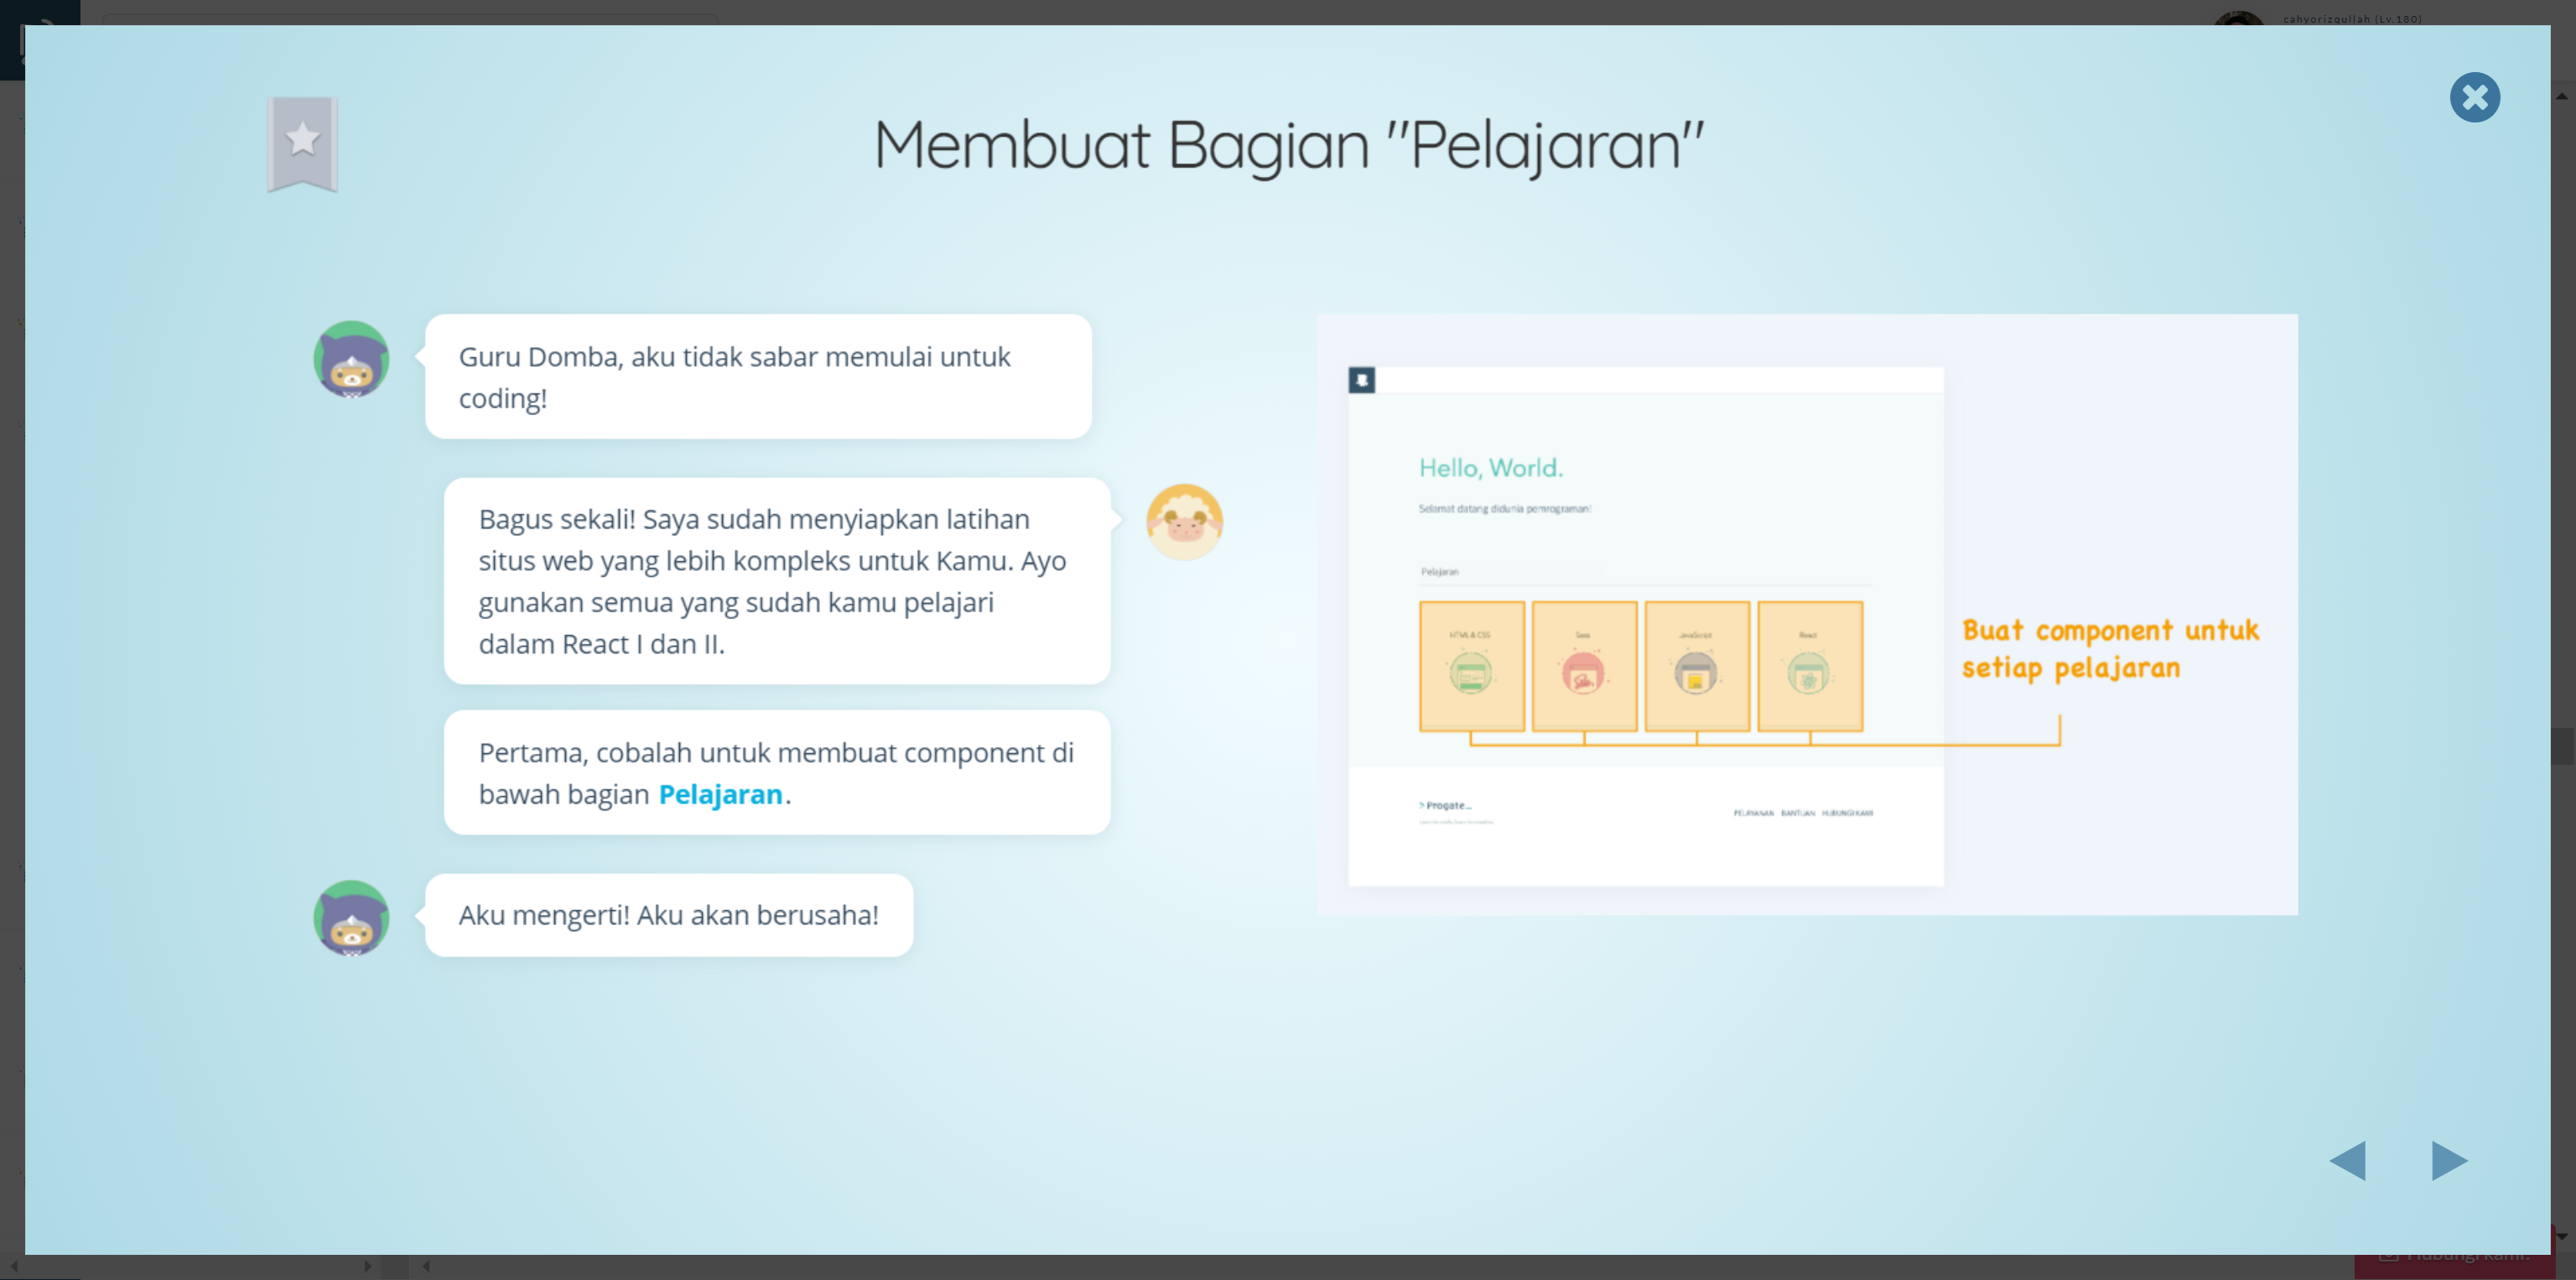 cahyorizqullah (Lv.180)
Membuat Bagian "Pelajaran"
Guru Domba, aku tidak sabar memulai untuk
coding!
Bagus sekali! Saya sudah menyiapkan latihan
situs web yang lebih kompleks untuk Kamu. Ayo
gunakan semua yang sudah kamu pelajari
dalam React I dan II.
Pertama, cobalah untuk membuat component di
bawah bagian Pelajaran.
Aku mengerti! Aku akan berusaha!
Hello, World.
Selamat datang didunia pemrograman!
Pelajaran
HTML & CSS
Sass
JavaScript
React
Buat component untuk
setiap pelajaran
> Progate...
PELAYANAN BANTUAN HUBUNGI KAMI
Hubungi kami.